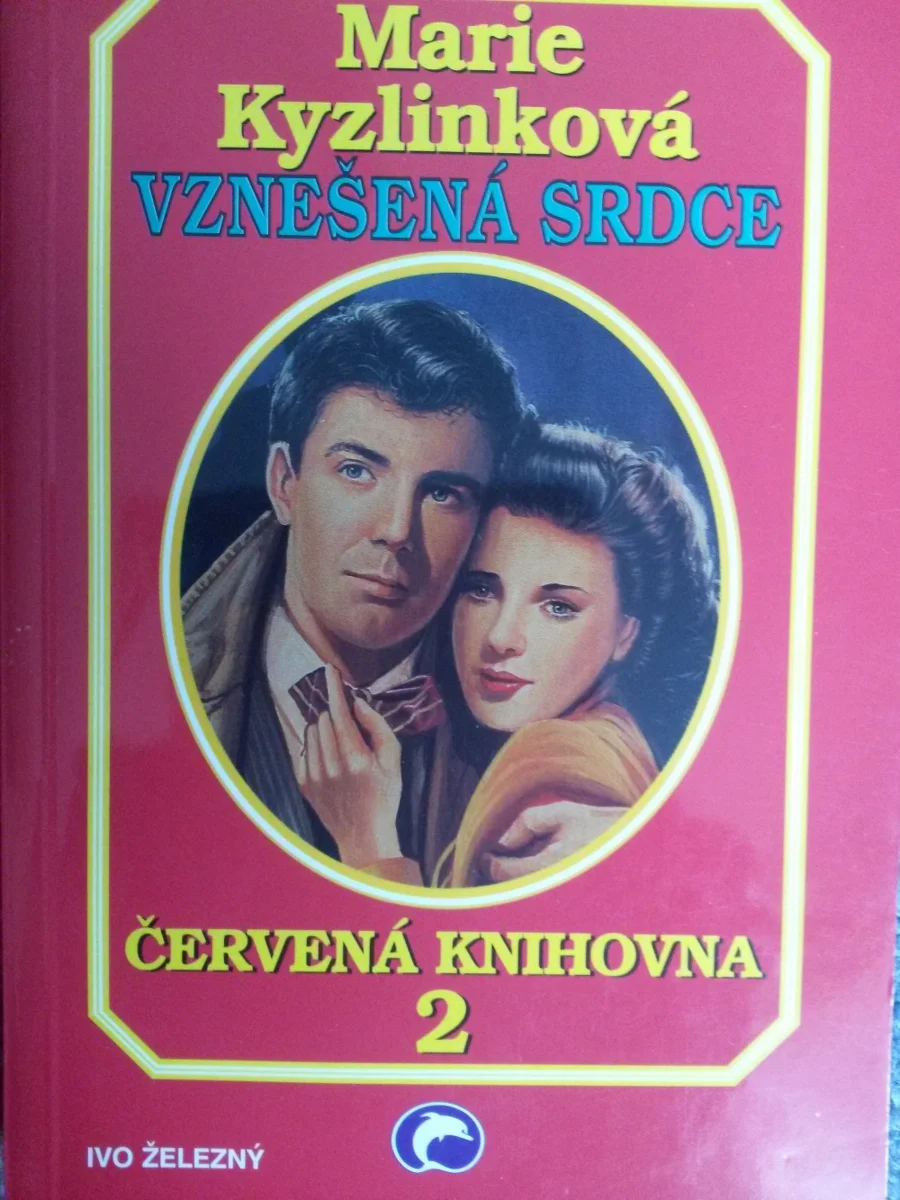 Marie
Kyzlinková
VZNEŠENÁ SRDCE
ČERVENÁ KNIHOVNA
2
IVO ŽELEZNÝ